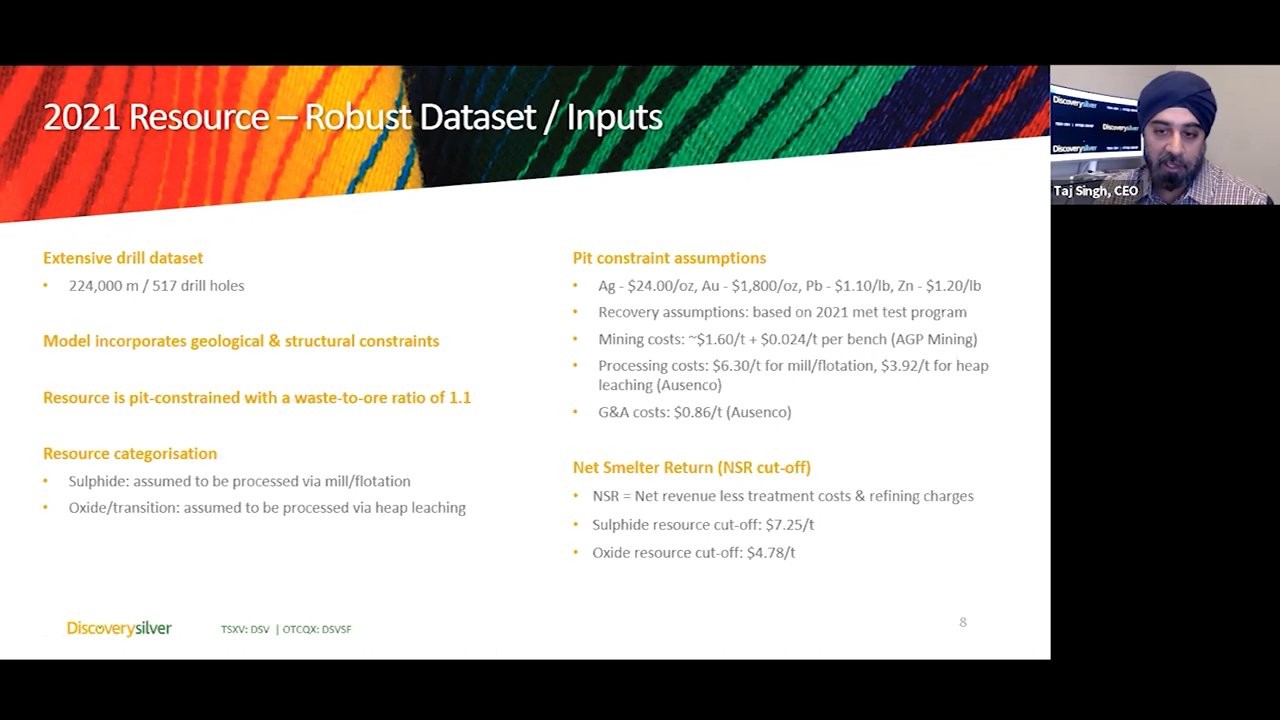 2021 Resource – Robust Dataset / Inputs
Extensive drill dataset
• 224,000 m / 517 drill holes
Model incorporates geological & structural constraints
Resource is pit-constrained with a waste-to-ore ratio of 1.1
Resource categorisation
• Sulphide: assumed to be processed via mill/flotation
• Oxide/transition: assumed to be processed via heap leaching
Pit constraint assumptions
• Ag - $24.00/oz, Au - $1,800/oz, Pb - $1.10/lb, Zn - $1.20/lb
• Recovery assumptions: based on 2021 met test program
• Mining costs: ~$1.60/t + $0.024/t per bench (AGP Mining)
• Processing costs: $6.30/t for mill/flotation, $3.92/t for heap
leaching (Ausenco)
• G&A costs: $0.86/t (Ausenco)
Net Smelter Return (NSR cut-off)
• NSR = Net revenue less treatment costs & refining charges
• Sulphide resource cut-off: $7.25/t
• Oxide resource cut-off: $4.78/t
Discoverysilver
TSXV: DSV | OTCQX: DSVSF
8
Discoverysilver
Discoverysilver
Discoverysilver
Taj Singh, CEO